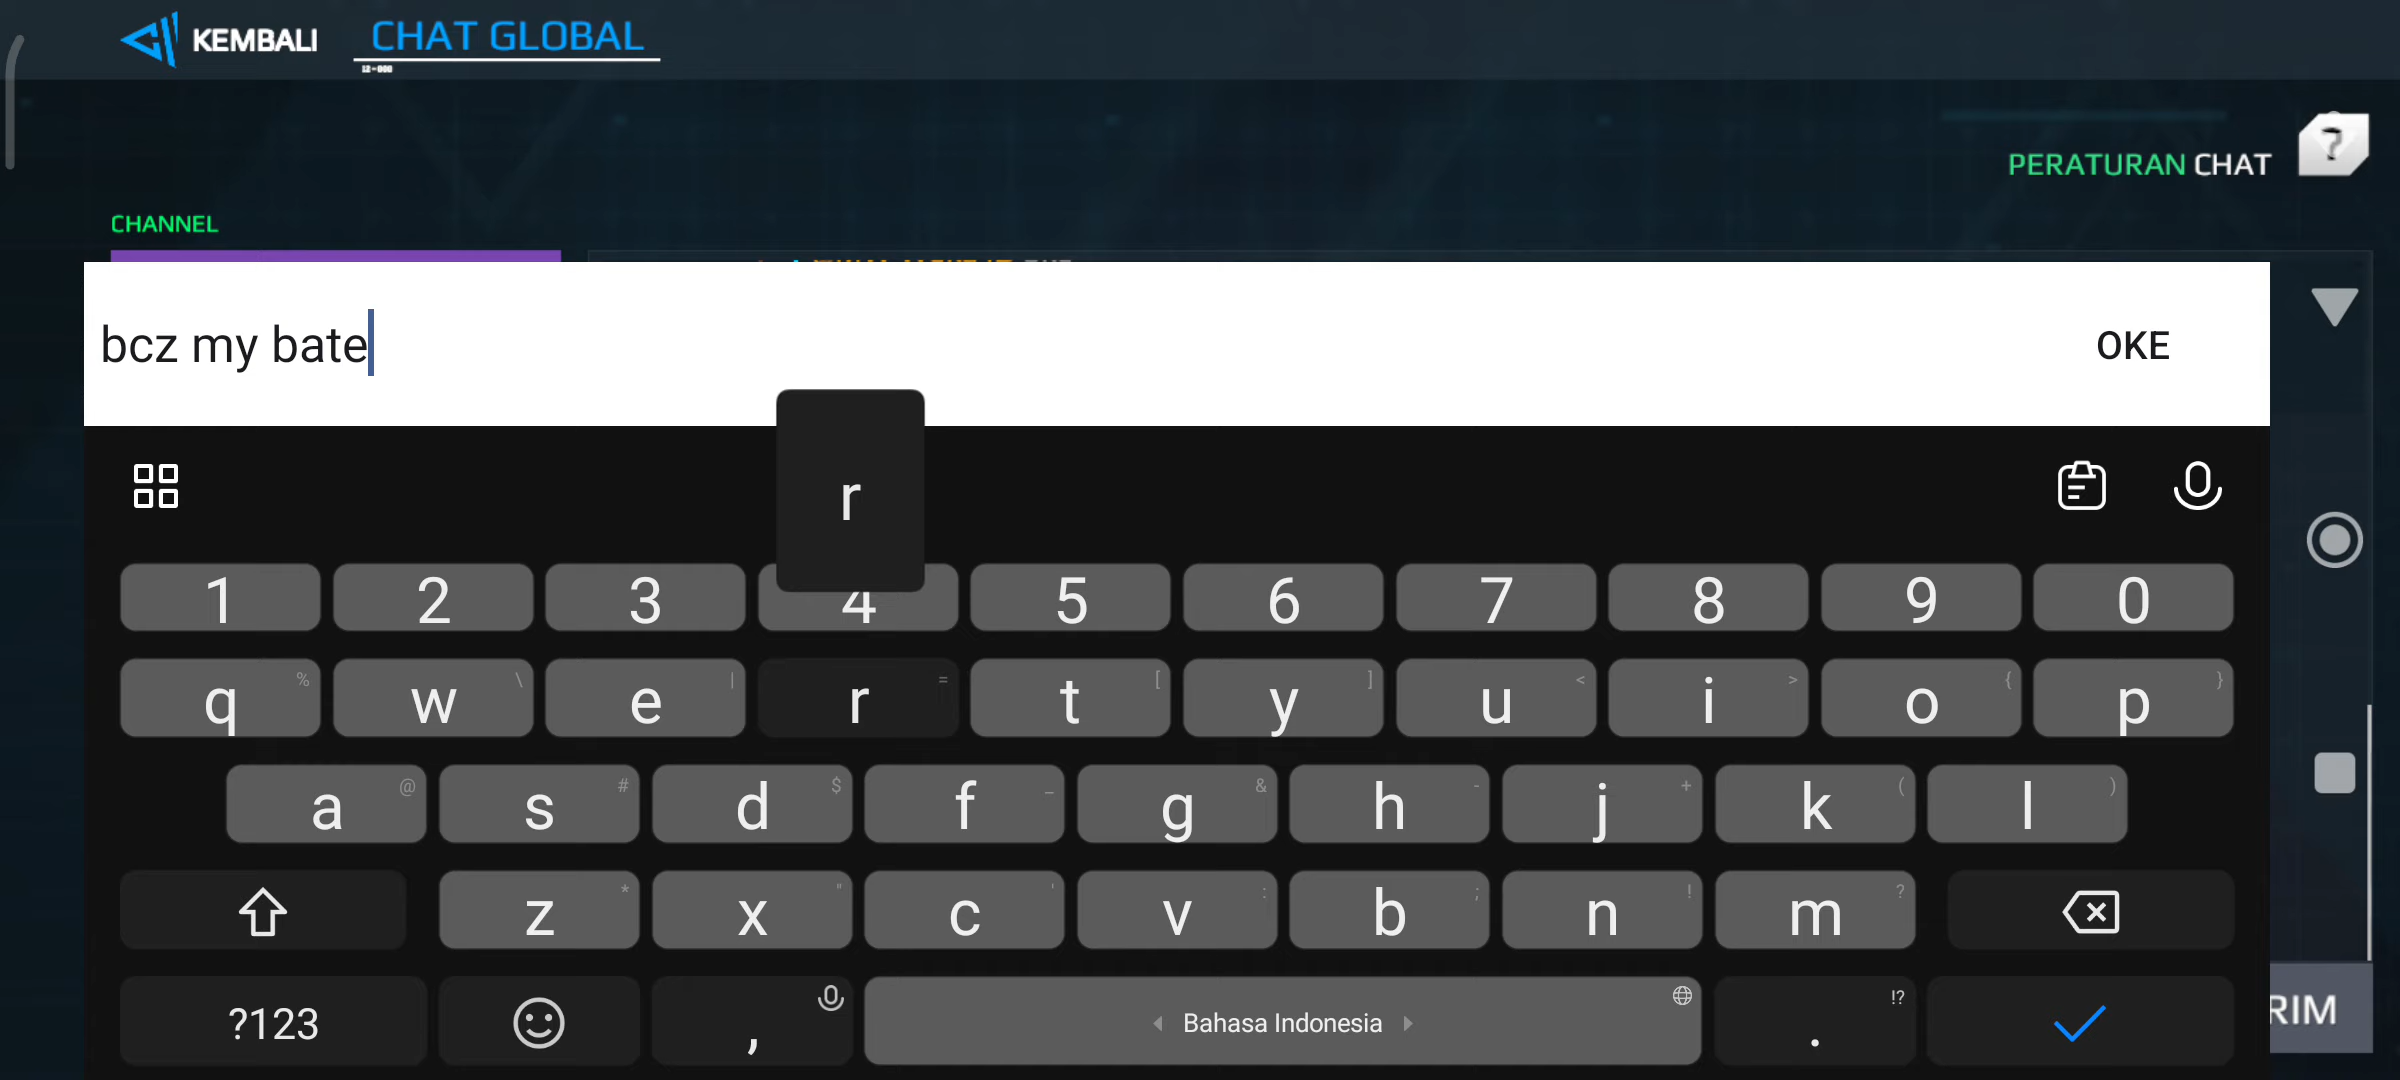 KEMBALI CHAT GLOBAL
PERATURAN CHAT ?
CHANNEL
bcz my bate OKE
r
1 2 3 4 5 6 7 8 9 0
q % w \ e | r = t [ y ] u < i > o { p }
a @ s # d $ f _ g & h - j + k ( l )
z * x " c ' v : b ; n ! m ?
?123 , Bahasa Indonesia . !? RIM